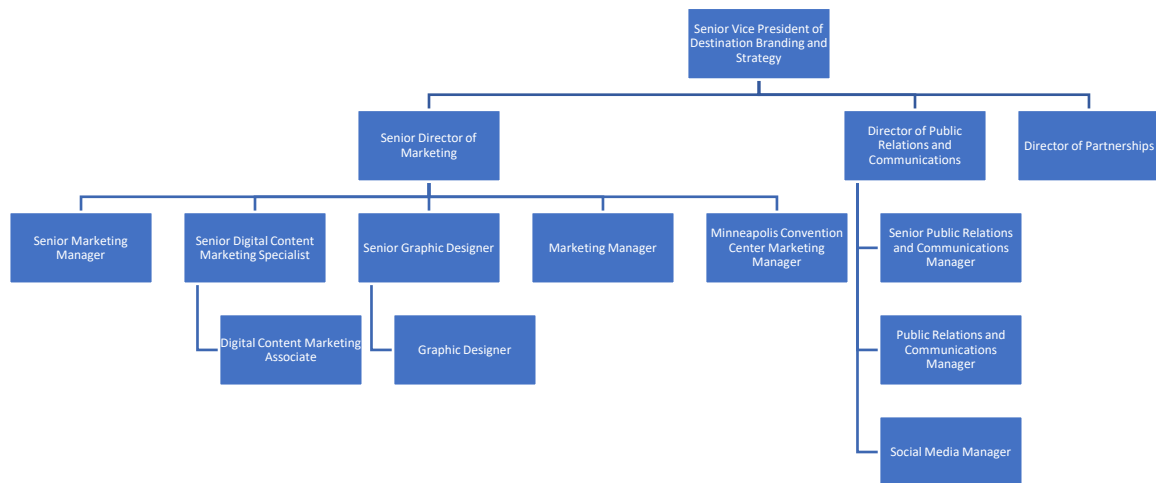 Senior Vice President of
Destination Branding and
Strategy
Senior Director of
Marketing
Director of Public
Relations and
Communications
Director of Partnerships
Senior Marketing
Manager
Senior Digital Content
Marketing Specialist
Senior Graphic Designer
Marketing Manager
Minneapolis Convention
Center Marketing
Manager
Senior Public Relations
and Communications
Manager
Digital Content Marketing
Associate
Graphic Designer
Public Relations and
Communications
Manager
Social Media Manager